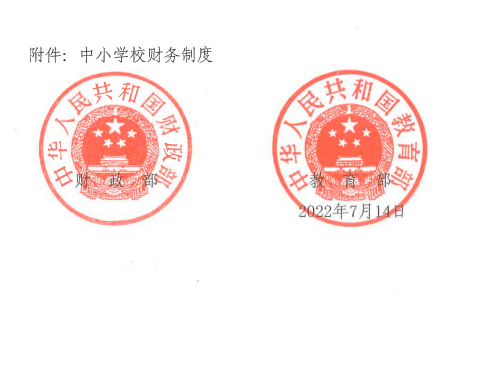 附件：中小学校财务制度
中华人民共和国财政部
中华人民共和国教育部
财 政 部 教 育 部
2022年7月14日